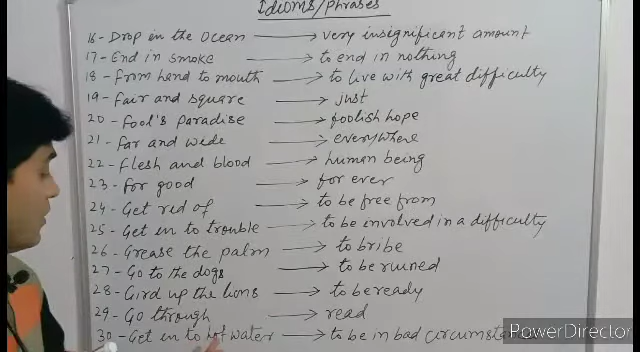 Idioms/Phrases
16- Drop in the ocean → very insignificant amount
17- End in smoke → to end in nothing
18- from hand to mouth → to live with great difficulty
19- fair and square → just
20- fool's paradise → foolish hope
21- far and wide → everywhere
22- flesh and blood → human being
23- for good → for ever
24- Get red of → to be free from
25- Get in to trouble → to be involved in a difficulty
26- Grease the palm → to bribe
27- Go to the dogs → to be ruined
28- Gird up the lions → to be ready
29- Go through → read
30- Get in to hot water → to be in bad
PowerDirector